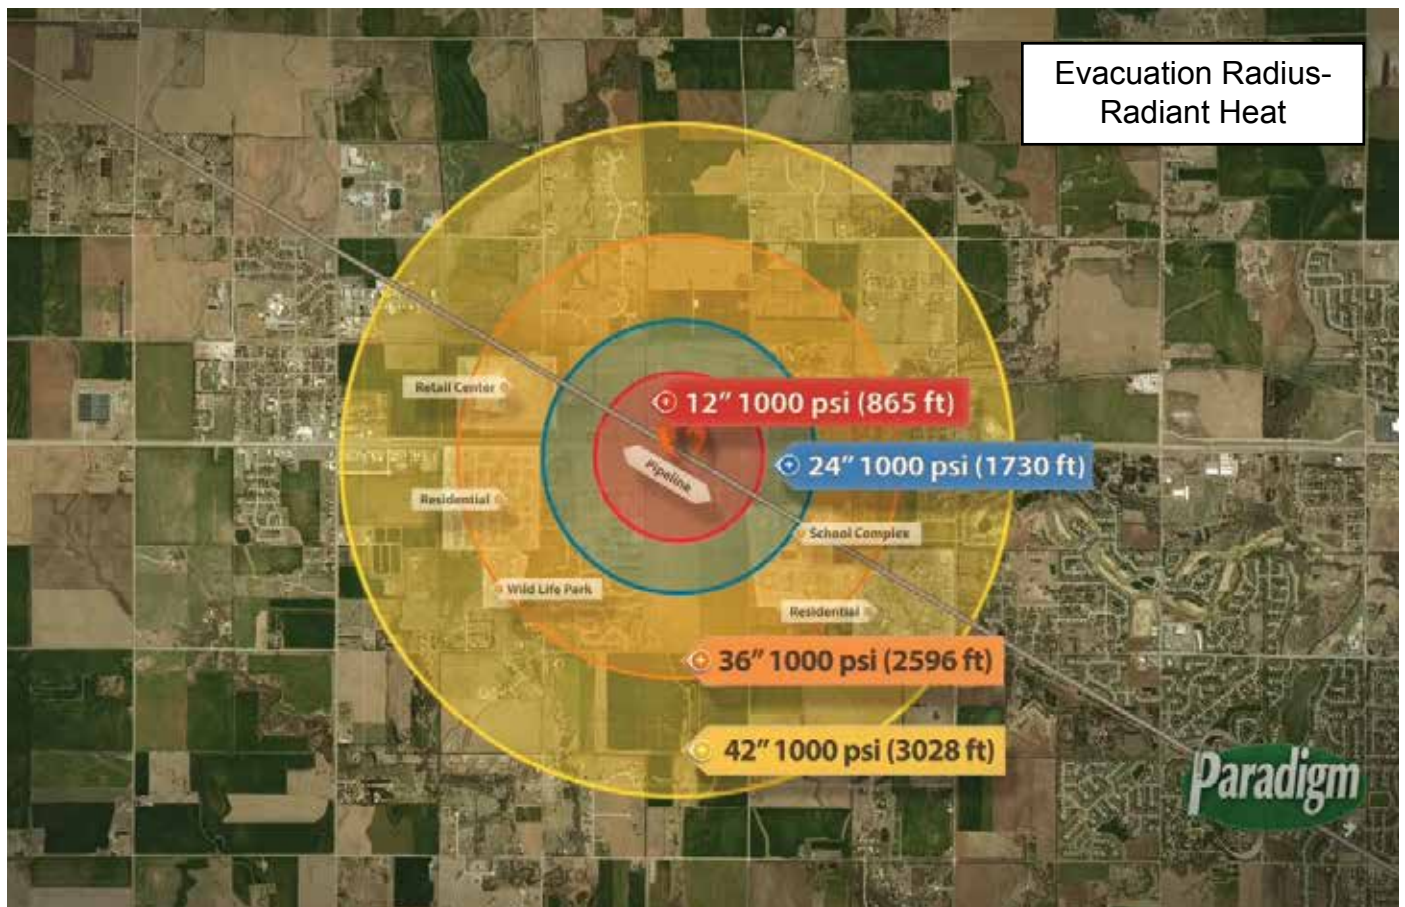 Evacuation Radius-
Radiant Heat
Retail Center
12" 1000 psi (865 ft)
24" 1000 psi (1730 ft)
Pipeline
Residential
School Complex
Wild Life Park
Residential
36" 1000 psi (2596 ft)
42" 1000 psi (3028 ft)
Paradigm